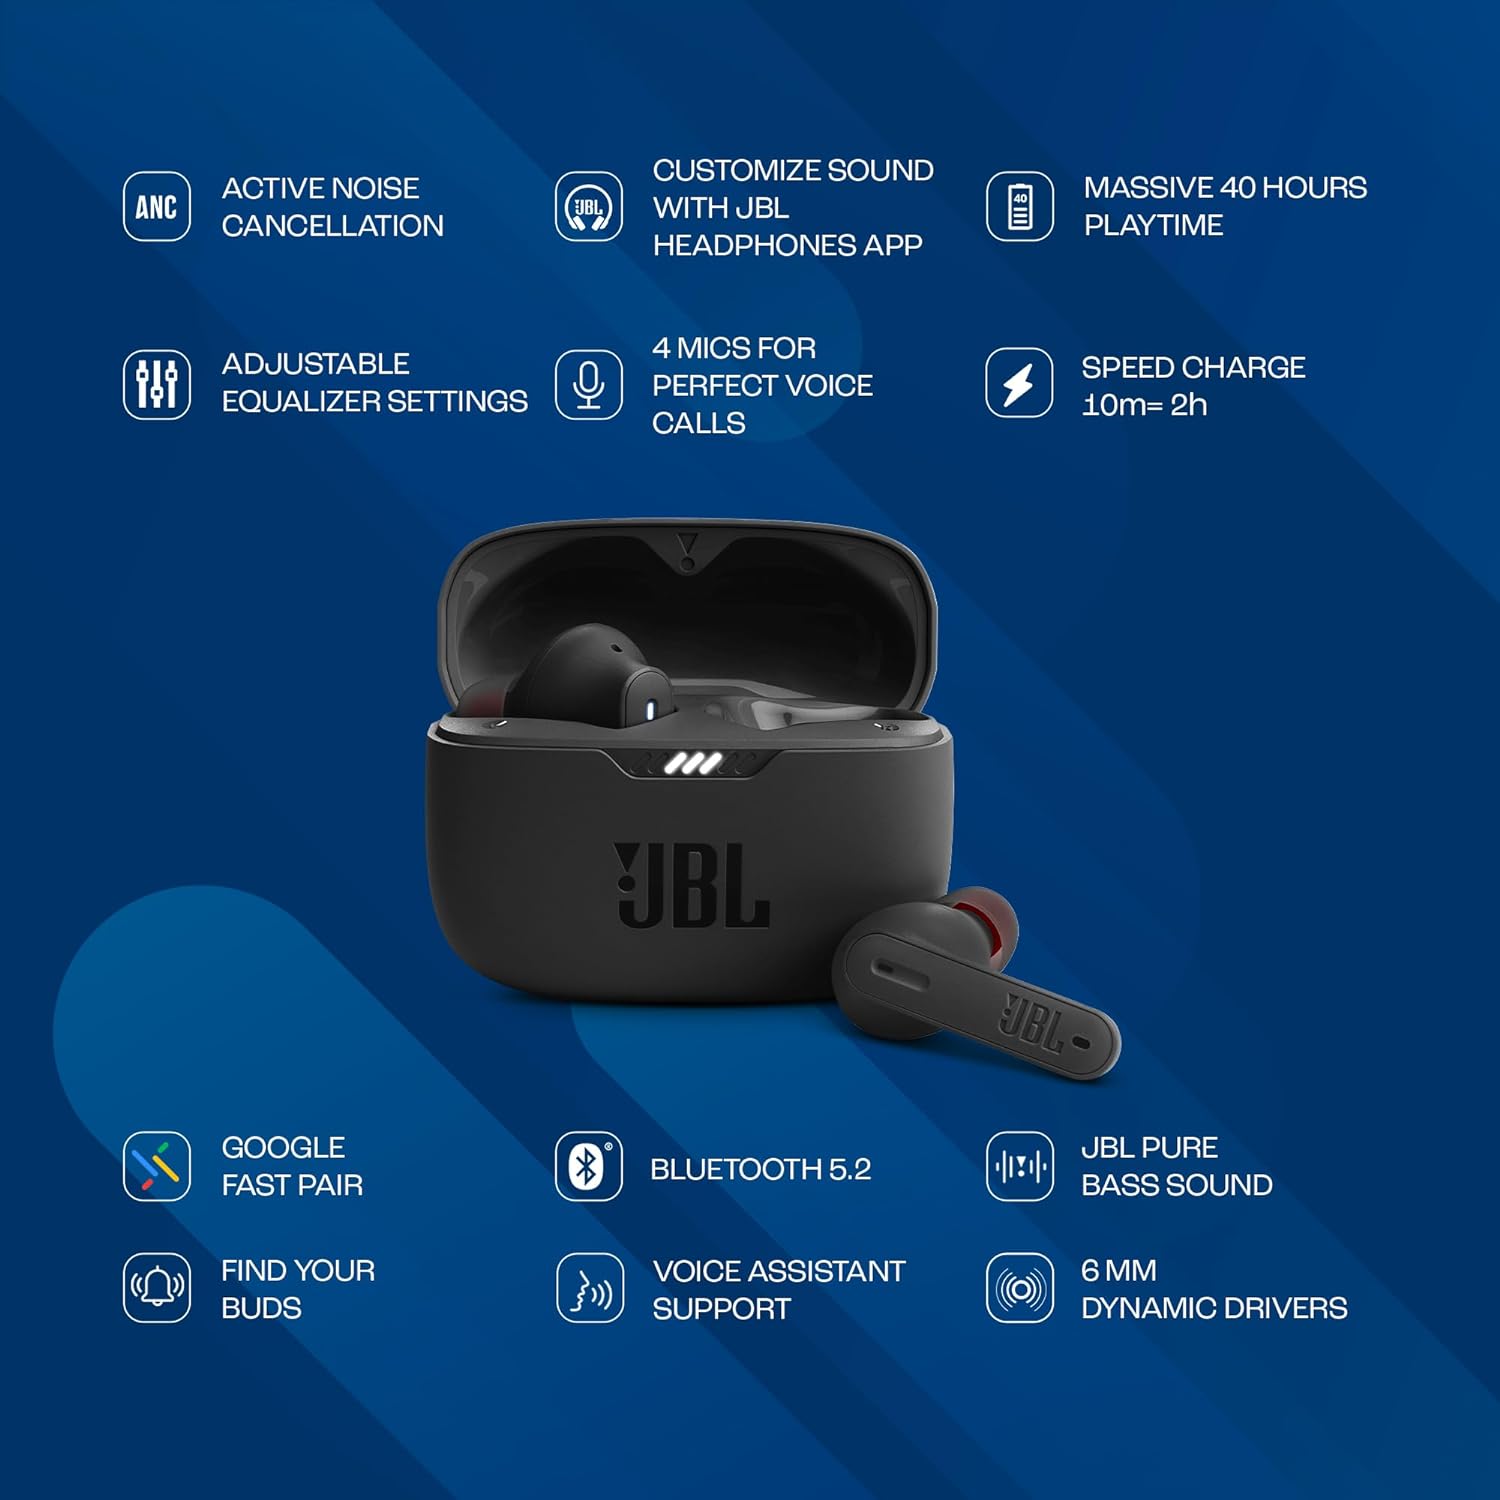 ANC
ACTIVE NOISE
CANCELLATION
JBL
CUSTOMIZE SOUND
WITH JBL
HEADPHONES APP
40
MASSIVE 40 HOURS
PLAYTIME
ADJUSTABLE
EQUALIZER SETTINGS
4 MICS FOR
PERFECT VOICE
CALLS
SPEED CHARGE
10m= 2h
JBL
JBL
GOOGLE
FAST PAIR
®
BLUETOOTH 5.2
JBL PURE
BASS SOUND
FIND YOUR
BUDS
VOICE ASSISTANT
SUPPORT
6 MM
DYNAMIC DRIVERS